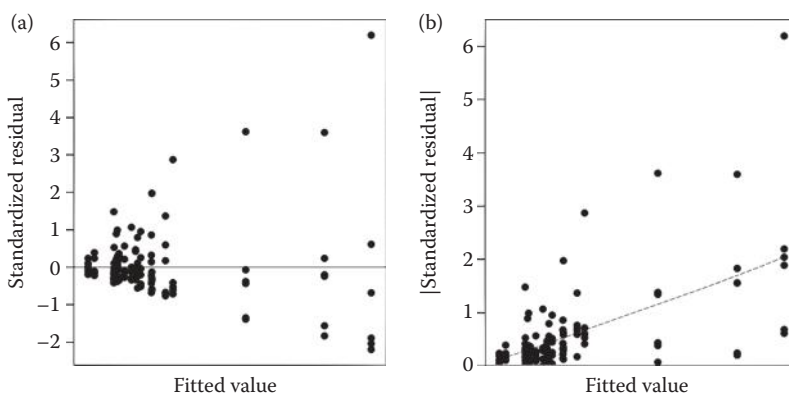 (a)
Standardized residual
6
5
4
3
2
1
0
−1
−2
Fitted value
(b)
|Standardized residual|
6
5
4
3
2
1
0
Fitted value